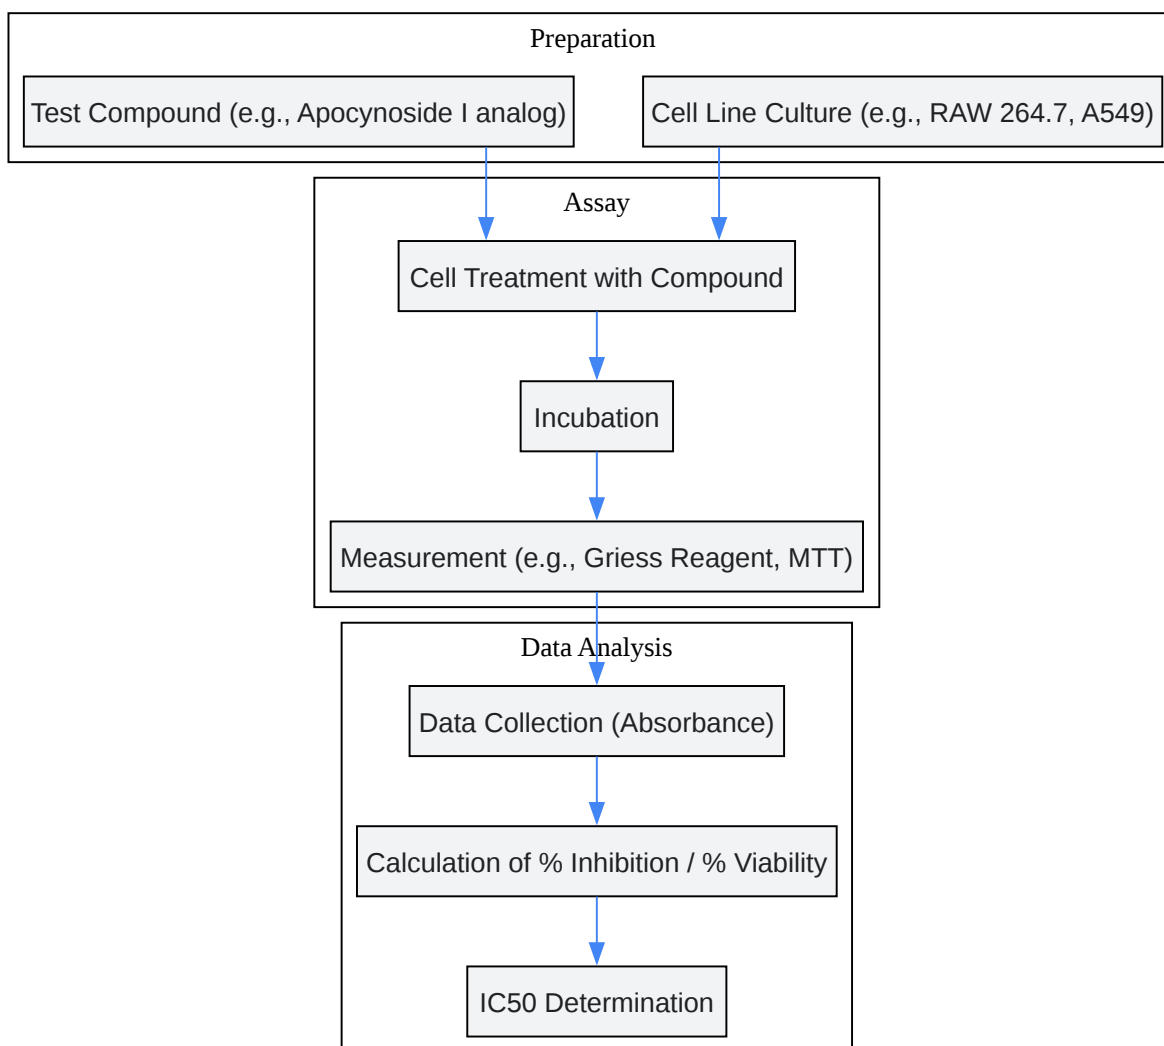 Preparation
Test Compound (e.g., Apocynoside I analog)
Cell Line Culture (e.g., RAW 264.7, A549)
Assay
Cell Treatment with Compound
Incubation
Measurement (e.g., Griess Reagent, MTT)
Data Analysis
Data Collection (Absorbance)
Calculation of % Inhibition / % Viability
IC50 Determination